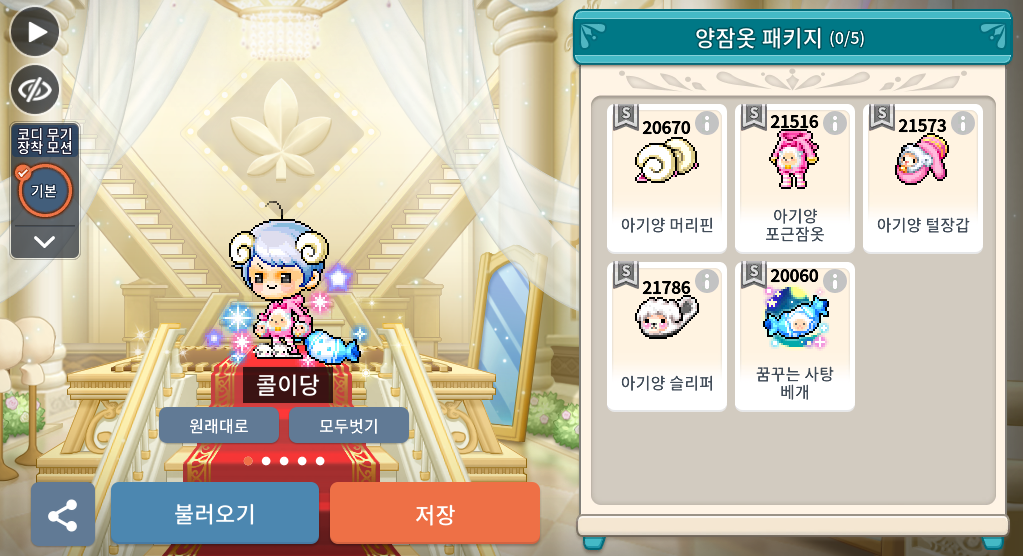 양잠옷 패키지 (0/5)
코디 무기
장착 모션
기본
S
20670
아기양 머리핀
S
21516
아기양
포근잠옷
S
21573
아기양 털장갑
S
21786
아기양 슬리퍼
S
20060
꿈꾸는 사탕
베개
콜이당
원래대로
모두벗기
불러오기
저장